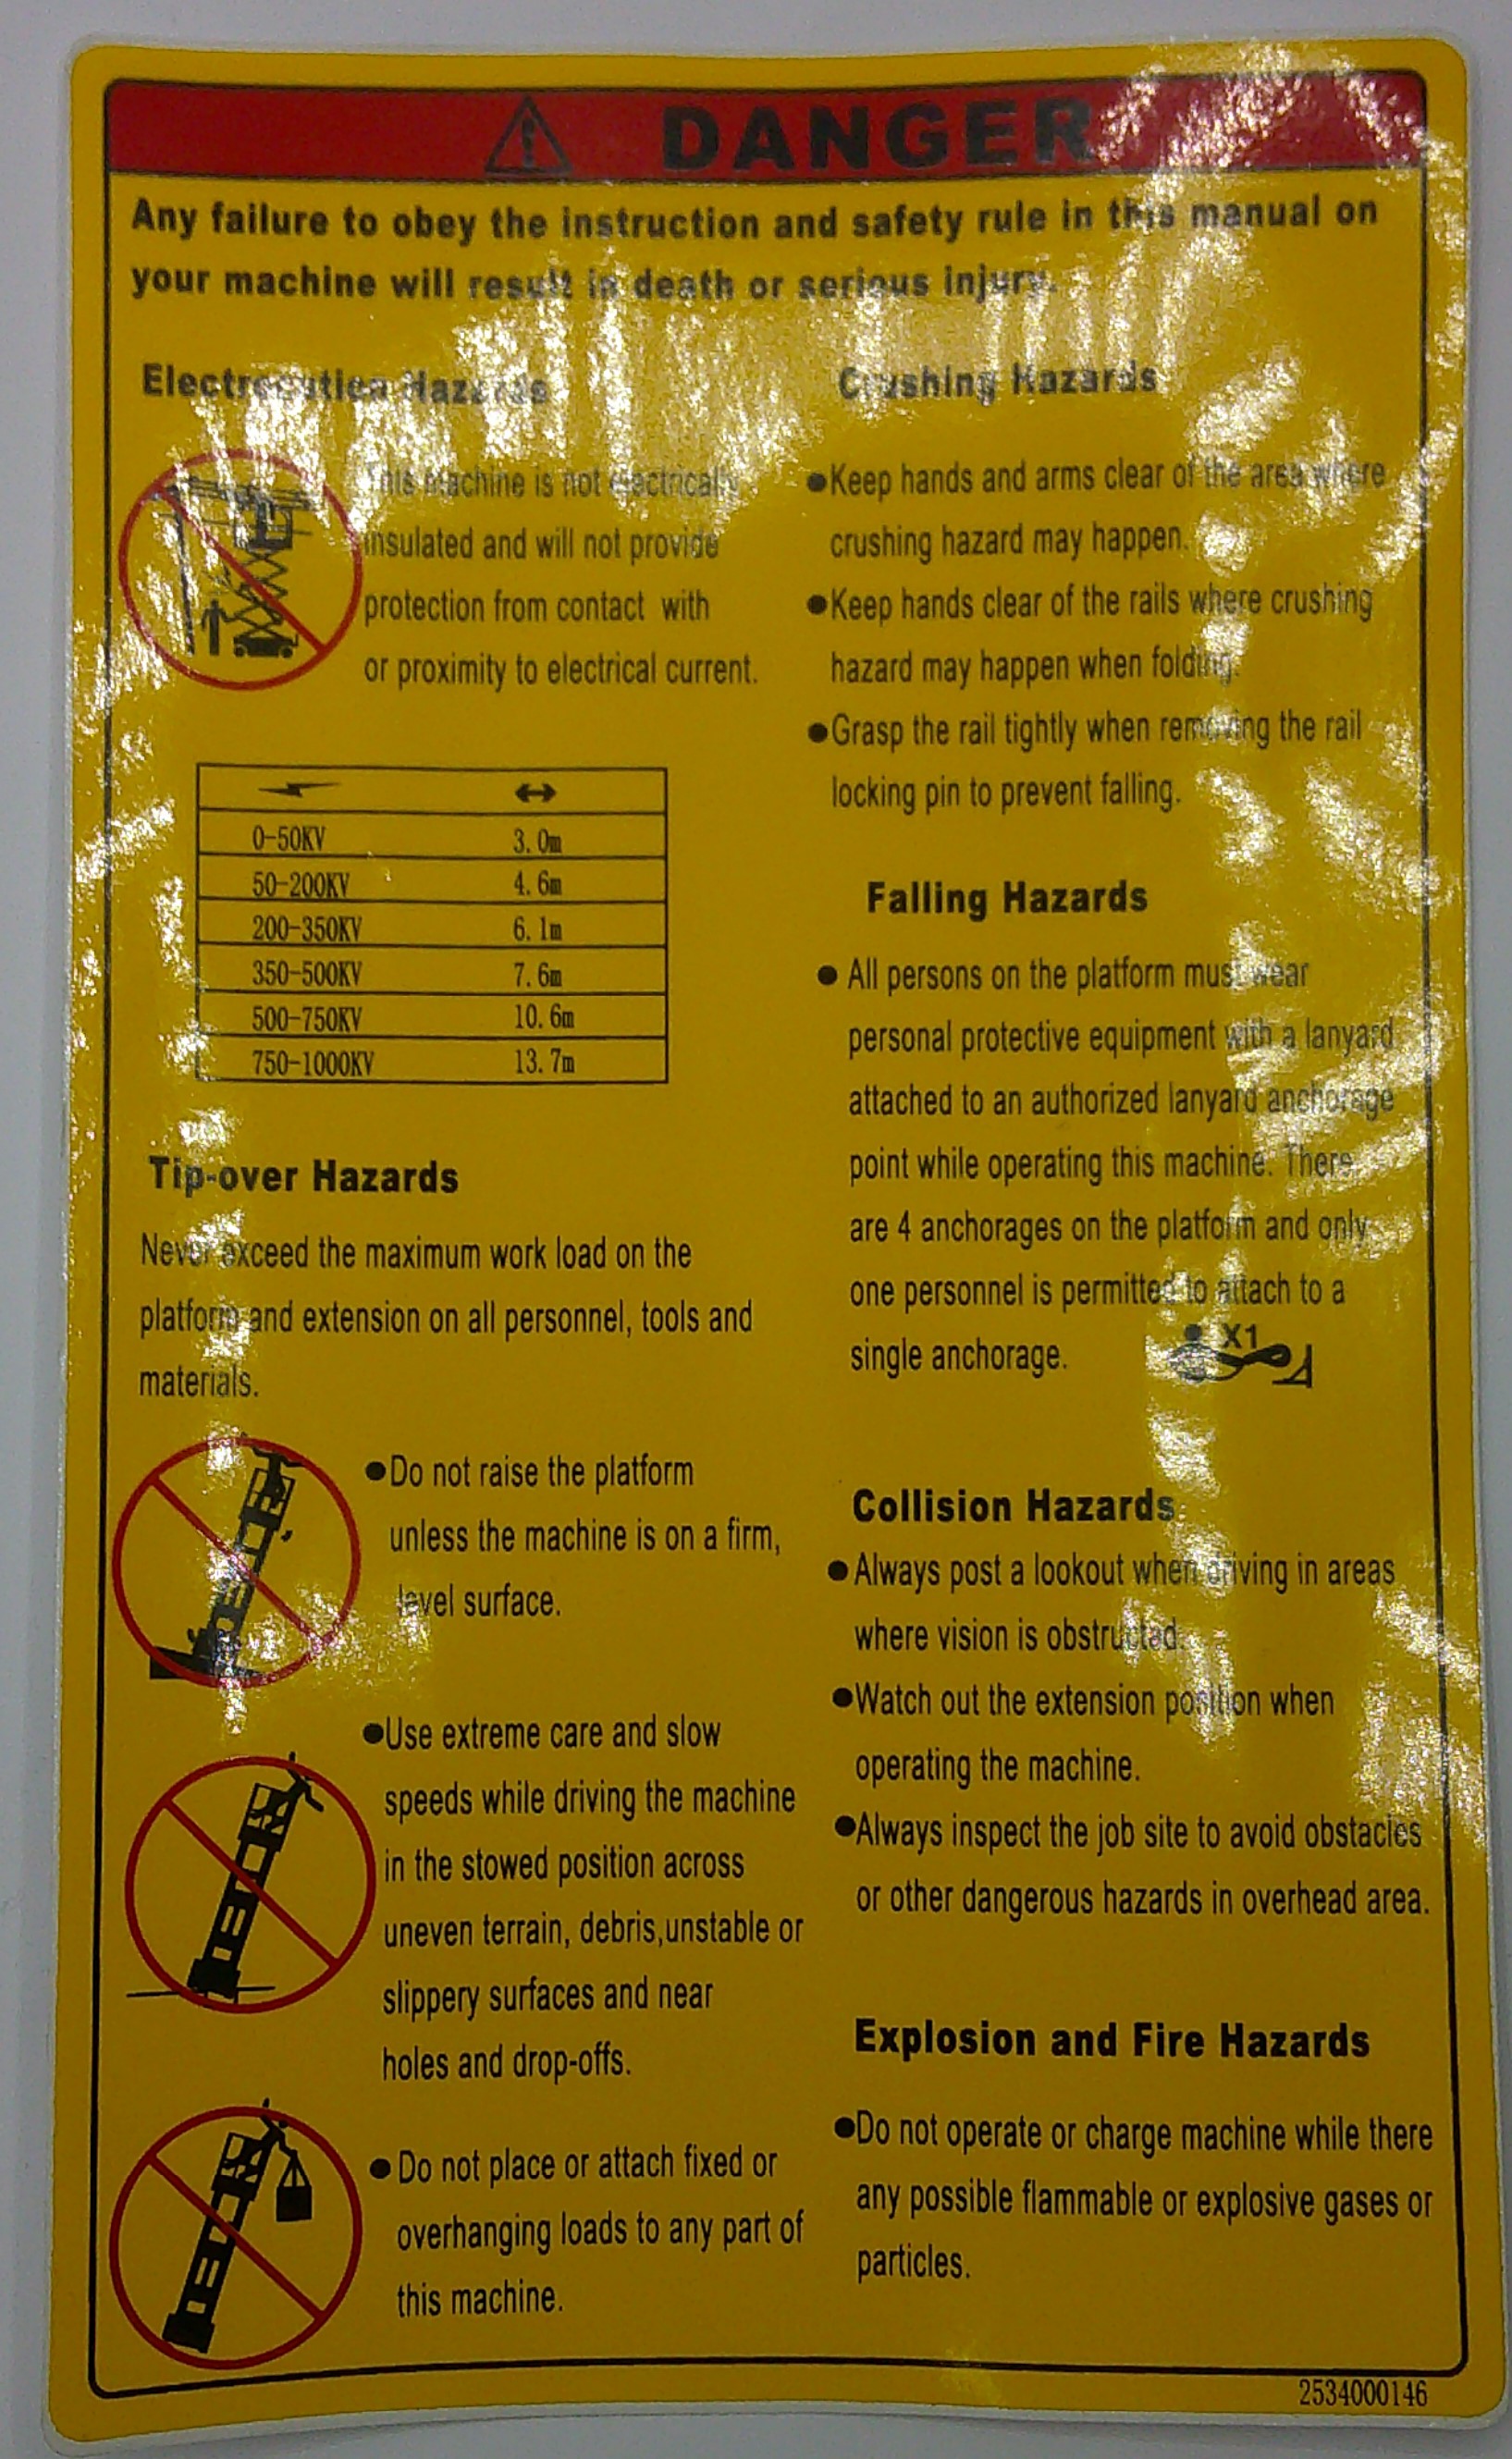 DANGER
Any failure to obey the instruction and safety rule in this manual on
your machine will result in death or serious injury.
Electrocution Hazards
This machine is not electrically
insulated and will not provide
protection from contact with
or proximity to electrical current.
0-50KV 3.0m
50-200KV 4.6m
200-350KV 6.1m
350-500KV 7.6m
500-750KV 10.6m
750-1000KV 13.7m
Tip-over Hazards
Never exceed the maximum work load on the
platform and extension on all personnel, tools and
materials.
●Do not raise the platform
unless the machine is on a firm,
level surface.
●Use extreme care and slow
speeds while driving the machine
in the stowed position across
uneven terrain, debris,unstable or
slippery surfaces and near
holes and drop-offs.
● Do not place or attach fixed or
overhanging loads to any part of
this machine.
Crushing Hazards
●Keep hands and arms clear of the area where
crushing hazard may happen.
●Keep hands clear of the rails where crushing
hazard may happen when folding.
●Grasp the rail tightly when removing the rail
locking pin to prevent falling.
Falling Hazards
● All persons on the platform must wear
personal protective equipment with a lanyard
attached to an authorized lanyard anchorage
point while operating this machine. There
are 4 anchorages on the platform and only
one personnel is permitted to attach to a
single anchorage.
X1
Collision Hazards
●Always post a lookout when driving in areas
where vision is obstructed.
●Watch out the extension position when
operating the machine.
●Always inspect the job site to avoid obstacles
or other dangerous hazards in overhead area.
Explosion and Fire Hazards
●Do not operate or charge machine while there
any possible flammable or explosive gases or
particles.
2534000146